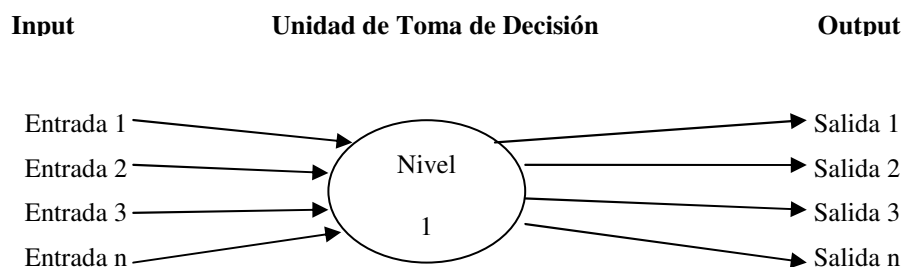 Input Unidad de Toma de Decisión Output
Entrada 1 Salida 1
Entrada 2 Nivel Salida 2
Entrada 3 Salida 3
1
Entrada n Salida n